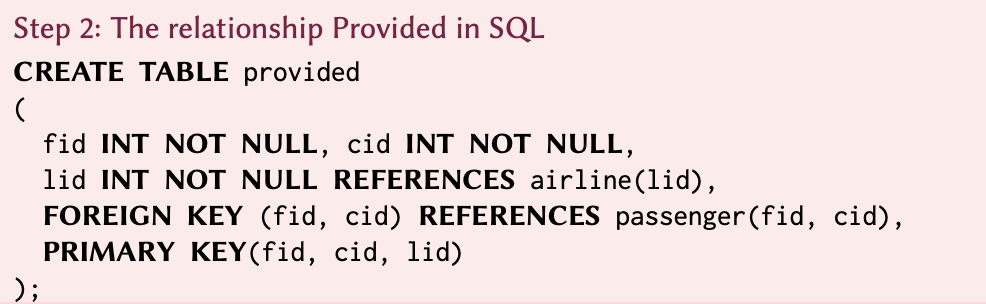 Step 2: The relationship Provided in SQL
CREATE TABLE provided
(
fid INT NOT NULL, cid INT NOT NULL,
lid INT NOT NULL REFERENCES airline(lid),
FOREIGN KEY (fid, cid) REFERENCES passenger(fid, cid),
PRIMARY KEY(fid, cid, lid)
);